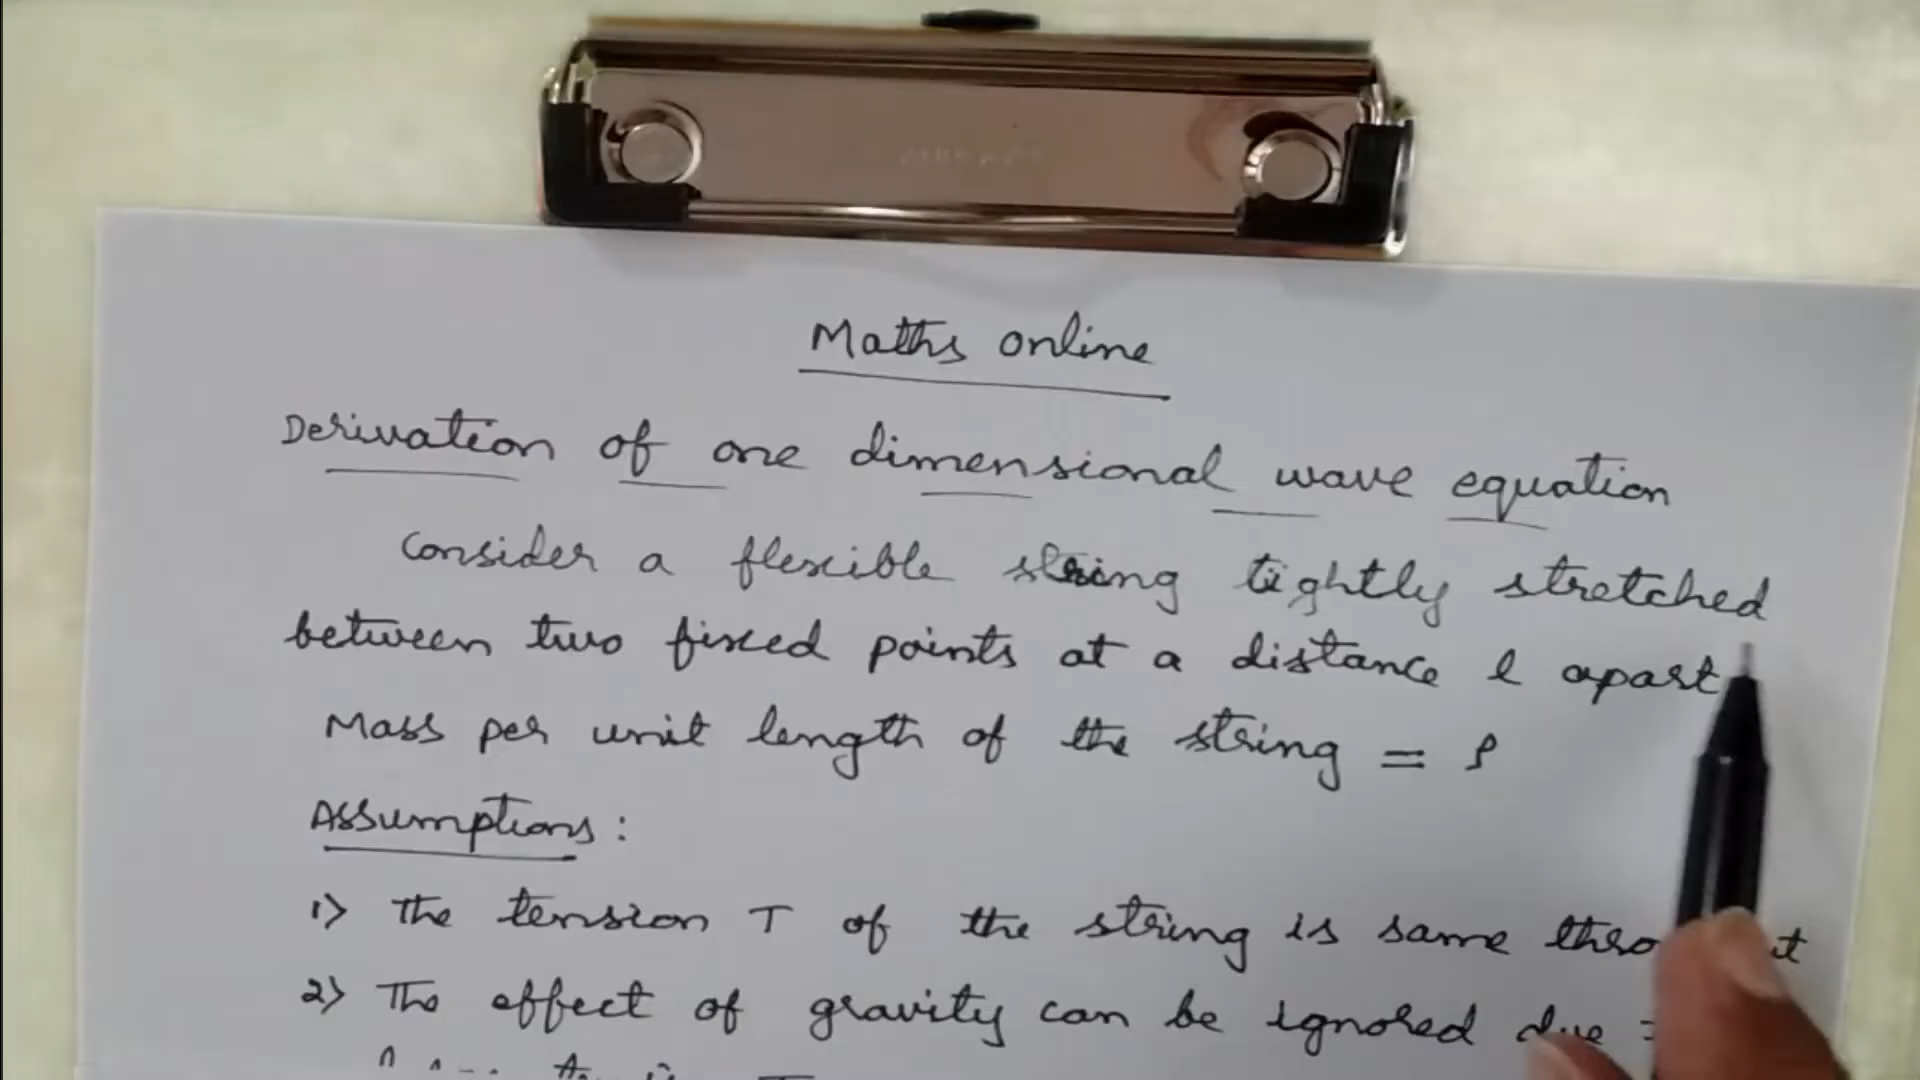 Maths online
Derivation of one dimensional wave equation
Consider a flexible string tightly stretched
between two fixed points at a distance l apart
Mass per unit length of the string = ρ
Assumptions :
1) The tension T of the string is same
2) The effect of gravity can be ignored due